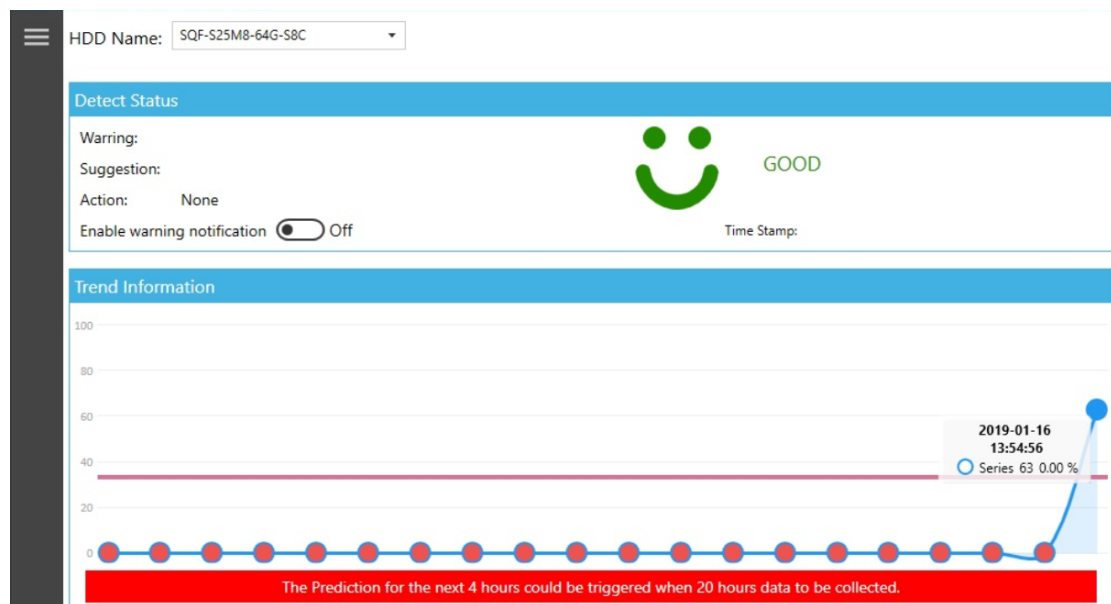 HDD Name: SQF-S25M8-64G-S8C
Detect Status
Warring:
Suggestion:
GOOD
Action: None
Enable warning notification Off
Time Stamp:
Trend Information
100
80
60
2019-01-16
13:54:56
40
Series 63 0.00 %
20
0
The Prediction for the next 4 hours could be triggered when 20 hours data to be collected.